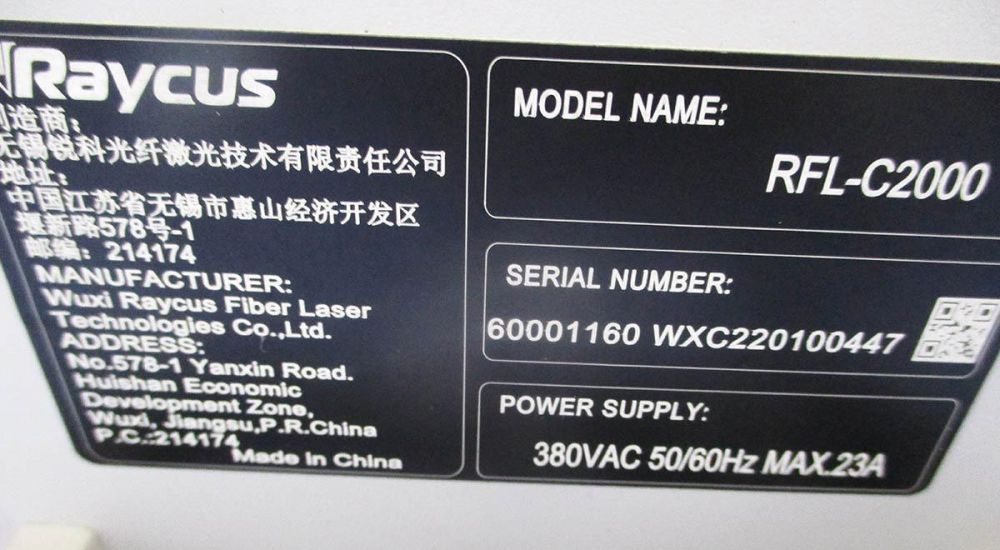 Raycus
制造商：
无锡锐科光纤激光技术有限责任公司
地址：
中国江苏省无锡市惠山经济开发区
堰新路578号-1
邮编：214174
MANUFACTURER:
Wuxi Raycus Fiber Laser
Technologies Co.,Ltd.
ADDRESS:
No.578-1 Yanxin Road.
Huishan Economic
Development Zone,
Wuxi, Jiangsu,P.R.China
P.C.:214174
Made In China
MODEL NAME:
RFL-C2000
SERIAL NUMBER:
60001160 WXC220100447
POWER SUPPLY:
380VAC 50/60Hz MAX.23A